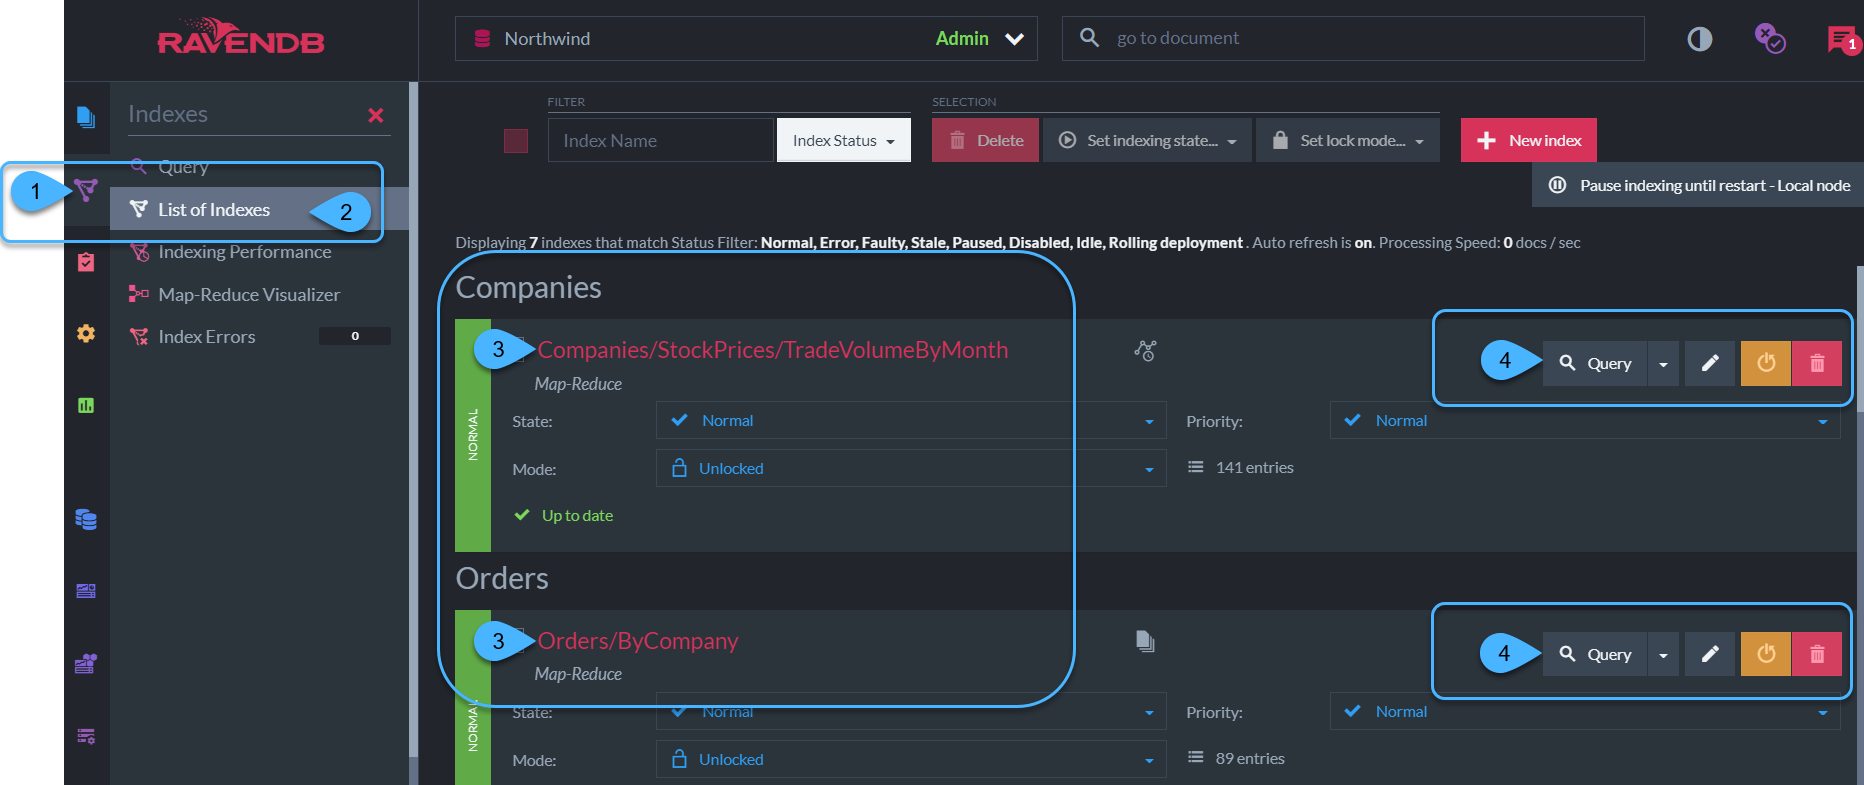 RAVENDB
Northwind
Admin
go to document
1
Indexes
Query
List of Indexes
Indexing Performance
Map-Reduce Visualizer
Index Errors
0
1
2
FILTER
Index Name
Index Status
SELECTION
Delete
Set indexing state...
Set lock mode...
New index
Pause indexing until restart - Local node
Displaying 7 indexes that match Status Filter: Normal, Error, Faulty, Stale, Paused, Disabled, Idle, Rolling deployment . Auto refresh is on. Processing Speed: 0 docs / sec
Companies
NORMAL
3
Companies/StockPrices/TradeVolumeByMonth
Map-Reduce
4
Query
State:
Normal
Priority:
Normal
Mode:
Unlocked
141 entries
Up to date
Orders
NORMAL
3
Orders/ByCompany
Map-Reduce
4
Query
State:
Normal
Priority:
Normal
Mode:
Unlocked
89 entries